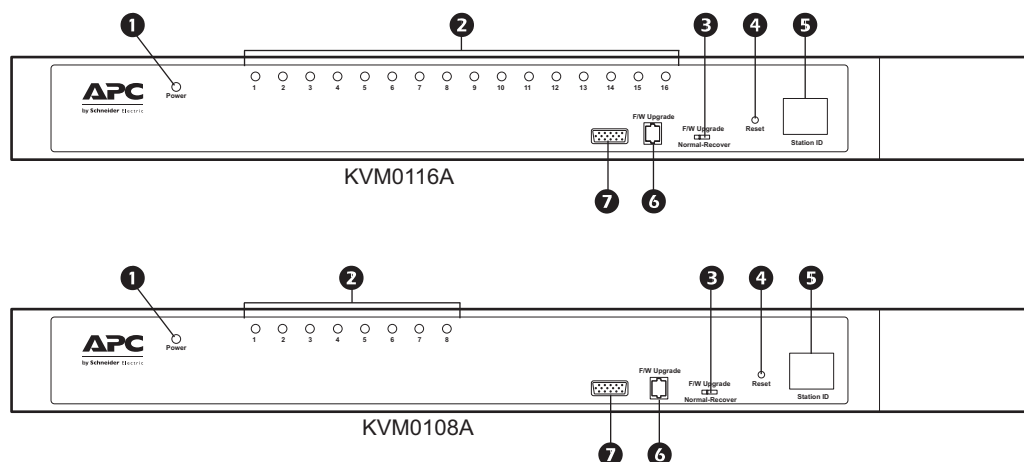 1 2 3 4 5
APC
by Schneider Electric
Power
1 2 3 4 5 6 7 8 9 10 11 12 13 14 15 16
F/W Upgrade
F/W Upgrade
Normal-Recover
Reset
Station ID
7 6
KVM0116A
1 2 3 4 5
APC
by Schneider Electric
Power
1 2 3 4 5 6 7 8
F/W Upgrade
F/W Upgrade
Normal-Recover
Reset
Station ID
7 6
KVM0108A